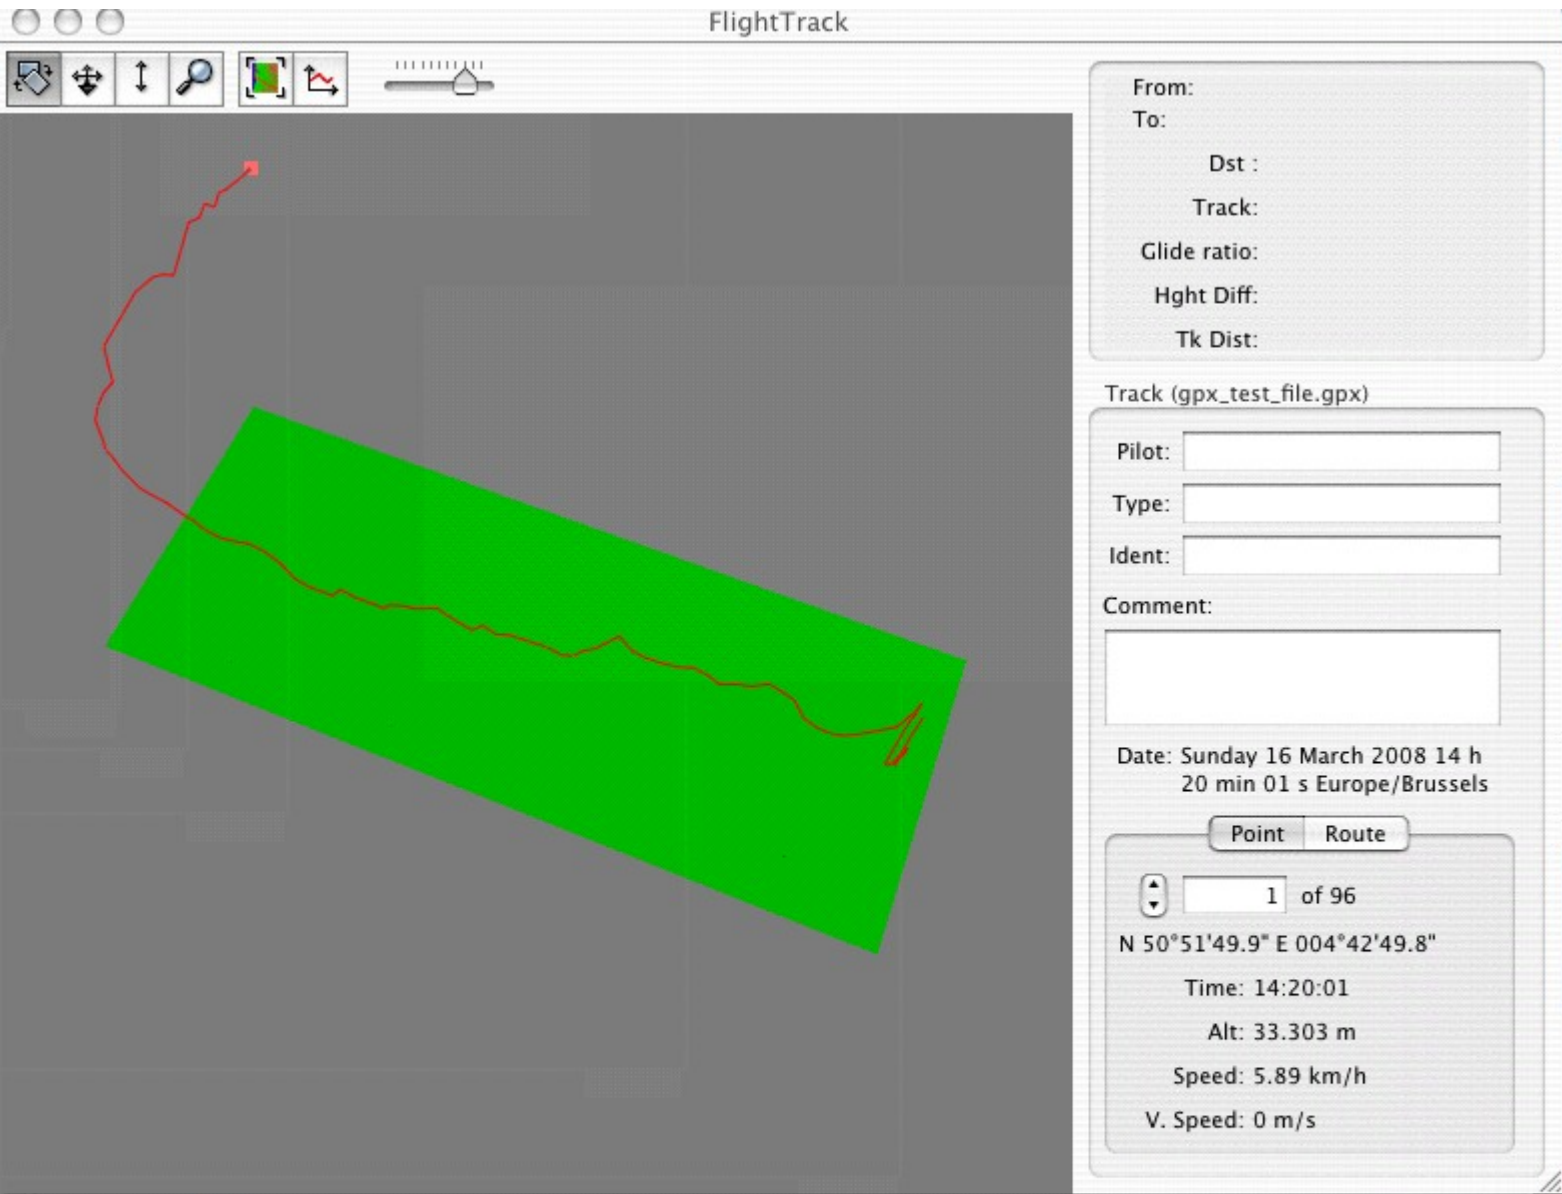 FlightTrack
From:
To:
Dst :
Track:
Glide ratio:
Hght Diff:
Tk Dist:
Track (gpx_test_file.gpx)
Pilot:
Type:
Ident:
Comment:
Date: Sunday 16 March 2008 14 h
20 min 01 s Europe/Brussels
Point Route
1 of 96
N 50°51'49.9" E 004°42'49.8"
Time: 14:20:01
Alt: 33.303 m
Speed: 5.89 km/h
V. Speed: 0 m/s